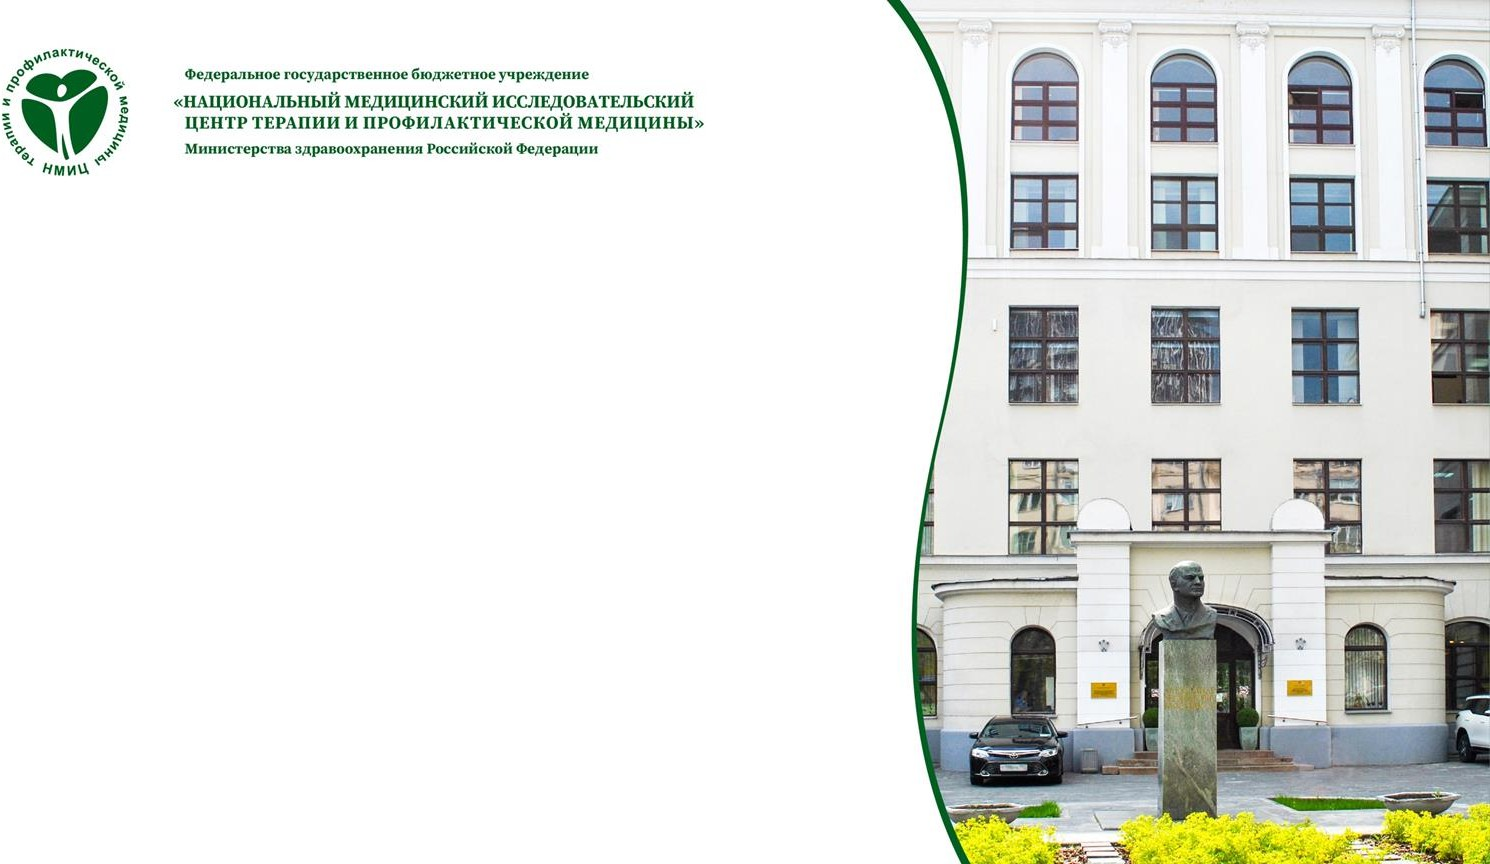 терапии и профилактической медицины
НМИЦ
Федеральное государственное бюджетное учреждение
«НАЦИОНАЛЬНЫЙ МЕДИЦИНСКИЙ ИССЛЕДОВАТЕЛЬСКИЙ
ЦЕНТР ТЕРАПИИ И ПРОФИЛАКТИЧЕСКОЙ МЕДИЦИНЫ»
Министерства здравоохранения Российской Федерации